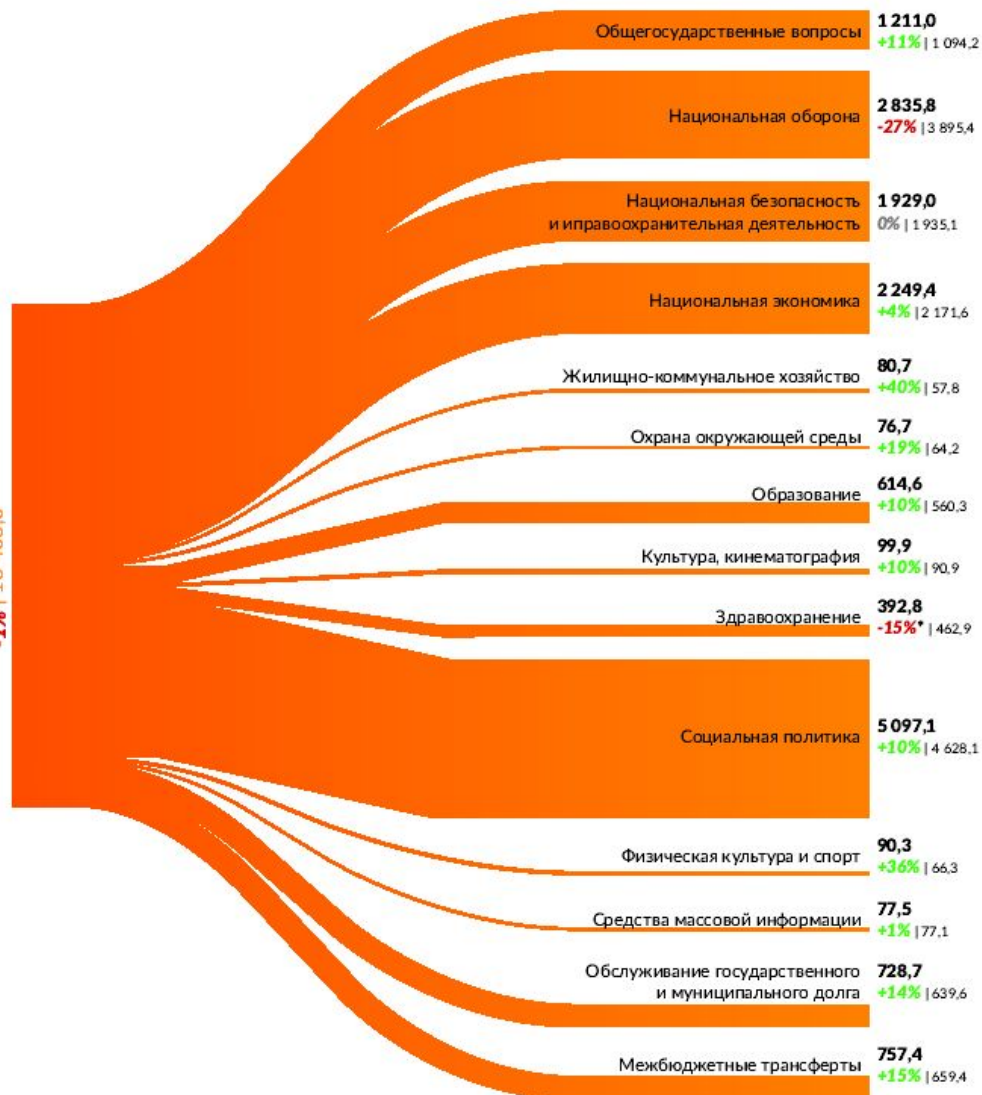 Общегосударственные вопросы
1 211,0
+11% | 1 094,2
Национальная оборона
2 835,8
-27% | 3 895,4
Национальная безопасность
и иправоохранительная деятельность
1 929,0
0% | 1 935,1
Национальная экономика
2 249,4
+4% | 2 171,6
Жилищно-коммунальное хозяйство
80,7
+40% | 57,8
Охрана окружающей среды
76,7
+19% | 64,2
Образование
614,6
+10% | 560,3
Культура, кинематография
99,9
+10% | 90,9
Здравоохранение
392,8
-15%* | 462,9
Социальная политика
5 097,1
+10% | 4 628,1
Физическая культура и спорт
90,3
+36% | 66,3
Средства массовой информации
77,5
+1% | 77,1
Обслуживание государственного
и муниципального долга
728,7
+14% | 639,6
Межбюджетные трансферты
757,4
+15% | 659,4